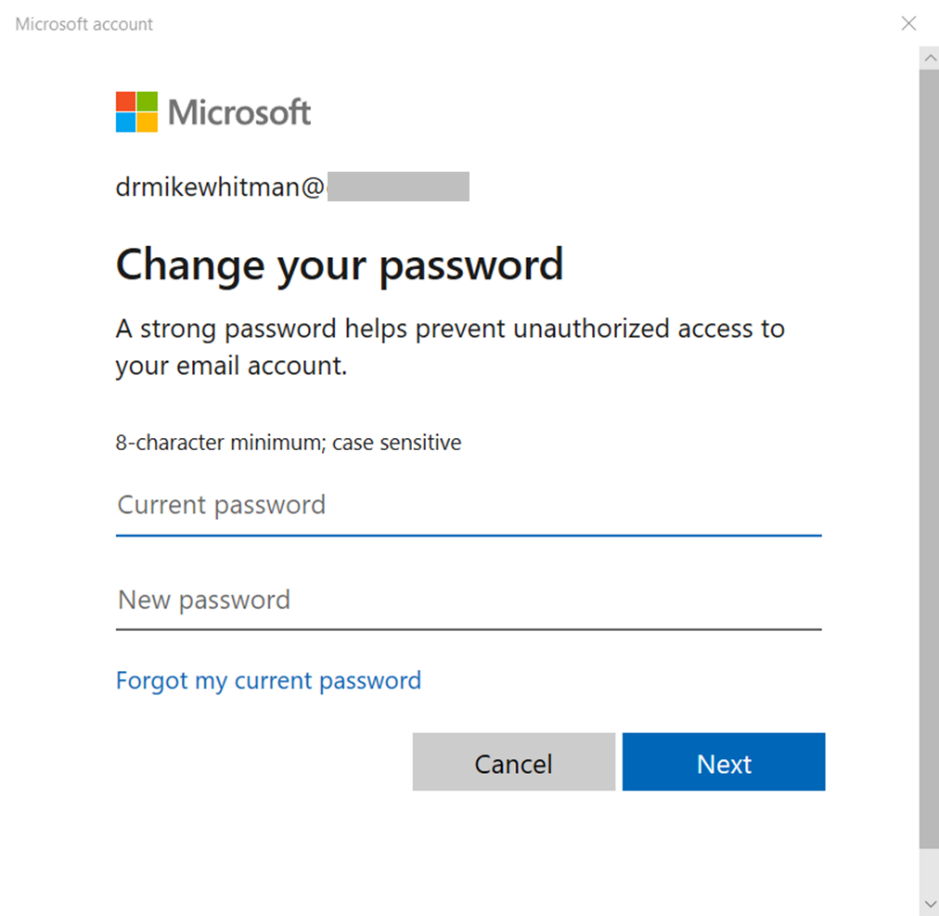 Microsoft account
Microsoft
drmikewhitman@
Change your password
A strong password helps prevent unauthorized access to
your email account.
8-character minimum; case sensitive
Current password
New password
Forgot my current password
Cancel
Next